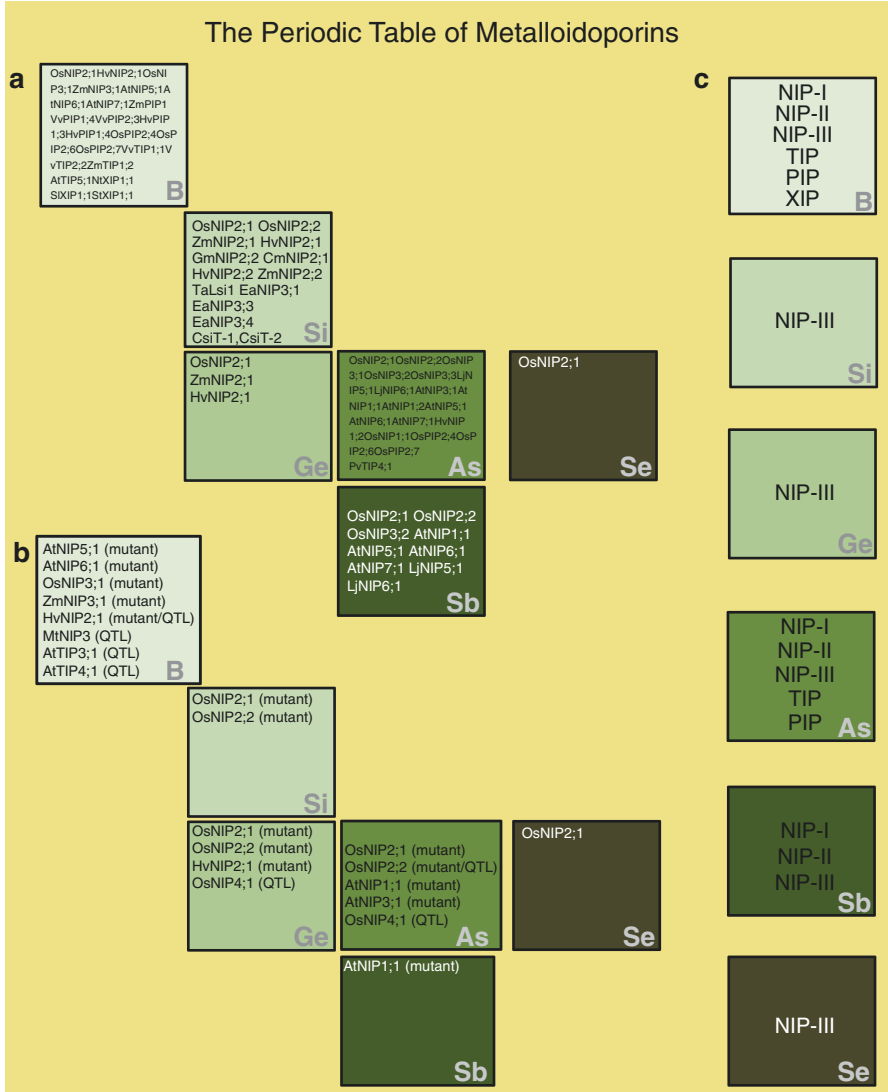 The Periodic Table of Metalloidoporins
a
OsNIP2;1HvNIP2;1OsNI
P3;1ZmNIP3;1AtNIP5;1A
tNIP6;1AtNIP7;1ZmPIP1
VvPIP1;4VvPIP2;3HvPIP
1;3HvPIP1;4OsPIP2;4OsP
IP2;6OsPIP2;7VvTIP1;1V
vTIP2;2ZmTIP1;2
AtTIP5;1NtXIP1;1
SlXIP1;1StXIP1;1
B
OsNIP2;1 OsNIP2;2
ZmNIP2;1 HvNIP2;1
GmNIP2;2 CmNIP2;1
HvNIP2;2 ZmNIP2;2
TaLsi1 EaNIP3;1
EaNIP3;3
EaNIP3;4
CsiT-1,CsiT-2
Si
OsNIP2;1
ZmNIP2;1
HvNIP2;1
Ge
OsNIP2;1OsNIP2;2OsNIP
3;1OsNIP3;2OsNIP3;3LjN
IP5;1LjNIP6;1AtNIP3;1At
NIP1;1AtNIP1;2AtNIP5;1
AtNIP6;1AtNIP7;1HvNIP
1;2OsNIP1;1OsPIP2;4OsP
IP2;6OsPIP2;7
PvTIP4;1
As
OsNIP2;1
Se
OsNIP2;1 OsNIP2;2
OsNIP3;2 AtNIP1;1
AtNIP5;1 AtNIP6;1
AtNIP7;1 LjNIP5;1
LjNIP6;1
Sb
b
AtNIP5;1 (mutant)
AtNIP6;1 (mutant)
OsNIP3;1 (mutant)
ZmNIP3;1 (mutant)
HvNIP2;1 (mutant/QTL)
MtNIP3 (QTL)
AtTIP3;1 (QTL)
AtTIP4;1 (QTL)
B
OsNIP2;1 (mutant)
OsNIP2;2 (mutant)
Si
OsNIP2;1 (mutant)
OsNIP2;2 (mutant)
HvNIP2;1 (mutant)
OsNIP4;1 (QTL)
Ge
OsNIP2;1 (mutant)
OsNIP2;2 (mutant/QTL)
AtNIP1;1 (mutant)
AtNIP3;1 (mutant)
OsNIP4;1 (QTL)
As
OsNIP2;1
Se
AtNIP1;1 (mutant)
Sb
c
NIP-I
NIP-II
NIP-III
TIP
PIP
XIP
B
NIP-III
Si
NIP-III
Ge
NIP-I
NIP-II
NIP-III
TIP
PIP
As
NIP-I
NIP-II
NIP-III
Sb
NIP-III
Se